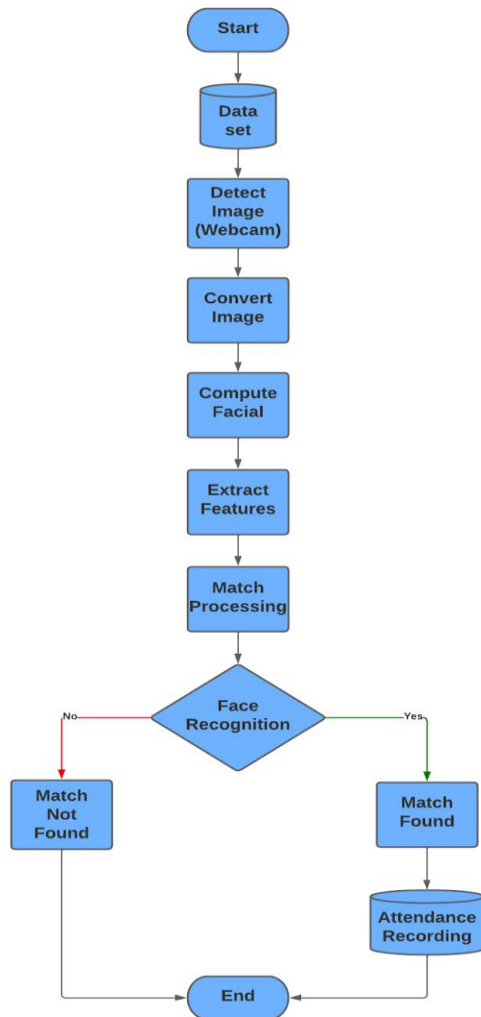 Start
Data
set
Detect
Image
(Webcam)
Convert
Image
Compute
Facial
Extract
Features
Match
Processing
Face
Recognition
No
Yes
Match
Not
Found
Match
Found
Attendance
Recording
End